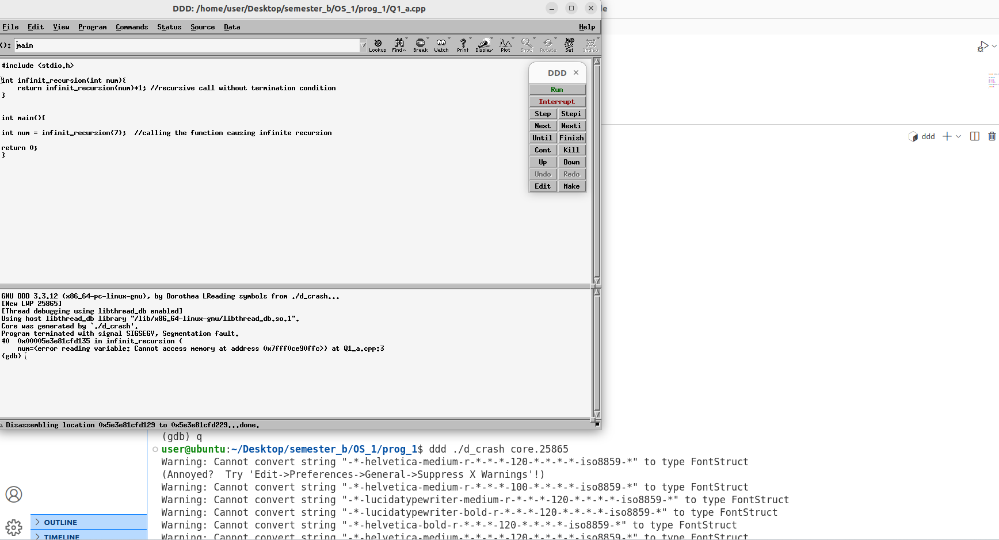 DDD: /home/user/Desktop/semester_b/OS_1/prog_1/Q1_a.cpp
File Edit View Program Commands Status Source Data Help
(): main
Lookup Find>> Break Watch Print Display Plot Show Rotate Set Undisp
#include <stdio.h>
int infinit_recursion(int num){
    return infinit_recursion(num)+1; //recursive call without termination condition
}
int main(){
int num = infinit_recursion(7);  //calling the function causing infinite recursion
return 0;
}
DDD
Run
Interrupt
Step Stepi
Next Nexti
Until Finish
Cont Kill
Up Down
Undo Redo
Edit Make
ddd
GNU DDD 3.3.12 (x86_64-pc-linux-gnu), by Dorothea LReading symbols from ./d_crash...
[New LWP 25865]
[Thread debugging using libthread_db enabled]
Using host libthread_db library "/lib/x86_64-linux-gnu/libthread_db.so.1".
Core was generated by `./d_crash'.
Program terminated with signal SIGSEGV, Segmentation fault.
#0  0x00005e3e81cfd135 in infinit_recursion (
    num=<error reading variable: Cannot access memory at address 0x7fff0ce90ffc>) at Q1_a.cpp:3
(gdb)
Disassembling location 0x5e3e81cfd129 to 0x5e3e81cfd229...done.
(gdb) q
user@ubuntu:~/Desktop/semester_b/OS_1/prog_1$ ddd ./d_crash core.25865
Warning: Cannot convert string "-*-helvetica-medium-r-*-*-*-120-*-*-*-*-iso8859-*" to type FontStruct
(Annoyed?  Try 'Edit->Preferences->General->Suppress X Warnings'!)
Warning: Cannot convert string "-*-helvetica-medium-r-*-*-*-100-*-*-*-*-iso8859-*" to type FontStruct
Warning: Cannot convert string "-*-lucidatypewriter-medium-r-*-*-*-120-*-*-*-*-iso8859-*" to type FontStruct
Warning: Cannot convert string "-*-lucidatypewriter-bold-r-*-*-*-120-*-*-*-*-iso8859-*" to type FontStruct
Warning: Cannot convert string "-*-helvetica-bold-r-*-*-*-120-*-*-*-*-iso8859-*" to type FontStruct
Warning: Cannot convert string "-*-helvetica-medium-r-*-*-*-120-*-*-*-*-iso8859-*" to type FontStruct
OUTLINE
TIMELINE